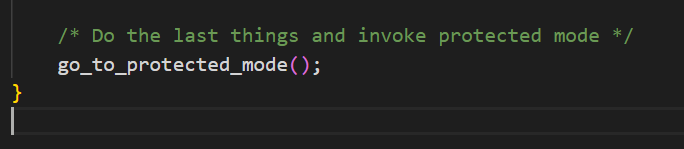 /* Do the last things and invoke protected mode */
go_to_protected_mode();
}